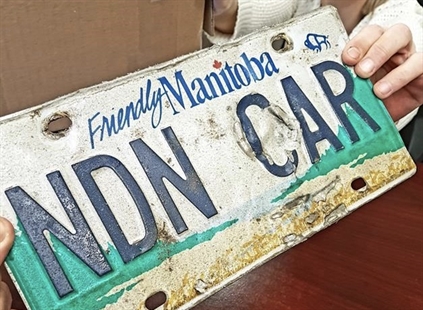 Friendly Manitoba
NDN CAR